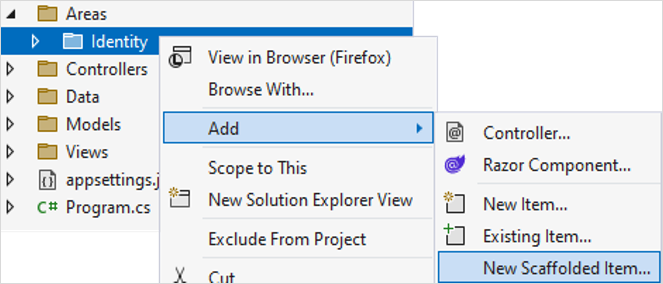 Areas
Identity
Controllers
Data
Models
Views
appsettings.j
C# Program.cs
View in Browser (Firefox)
Browse With...
Add
Scope to This
New Solution Explorer View
Exclude From Project
Cut
Controller...
Razor Component...
New Item...
Existing Item...
New Scaffolded Item...